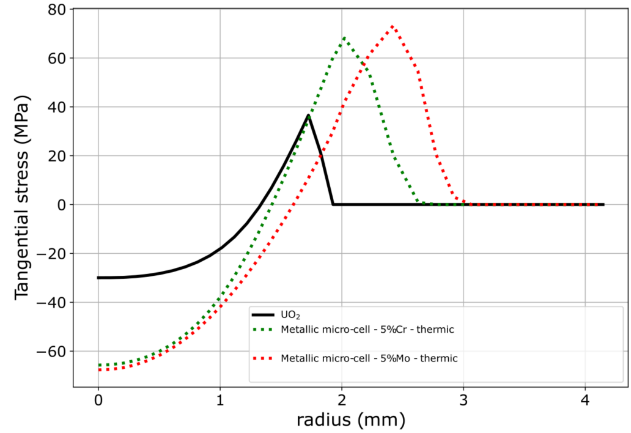 80
60
40
20
0
−20
−40
−60
Tangential stress (MPa)
UO₂
Metallic micro-cell - 5%Cr - thermic
Metallic micro-cell - 5%Mo - thermic
0 1 2 3 4
radius (mm)